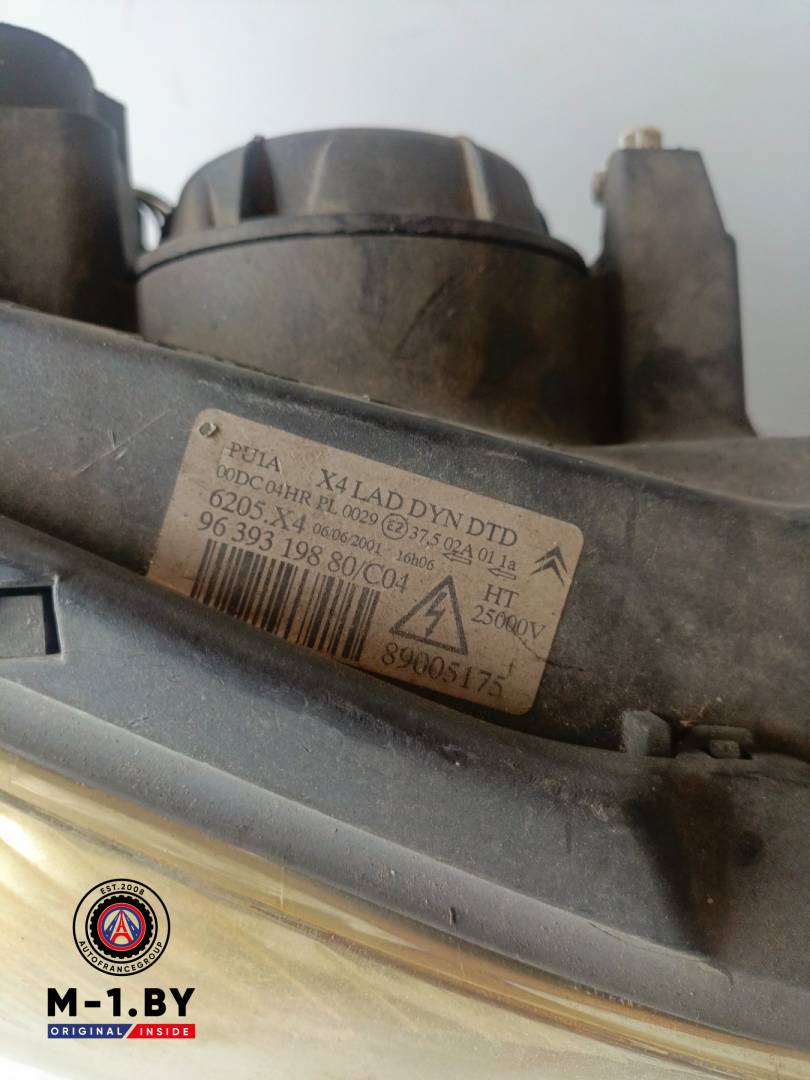 PU1A X4 LAD DYN DTD
00DC 04HR PL 0029 E2 37,5 02A 01 1a
6205.X4 06/06/2001 - 16h06
96 393 198 80/C04
HT
25000V
89005175
EST.2008
AUTOFRANCEGROUP
M-1.BY
ORIGINAL INSIDE